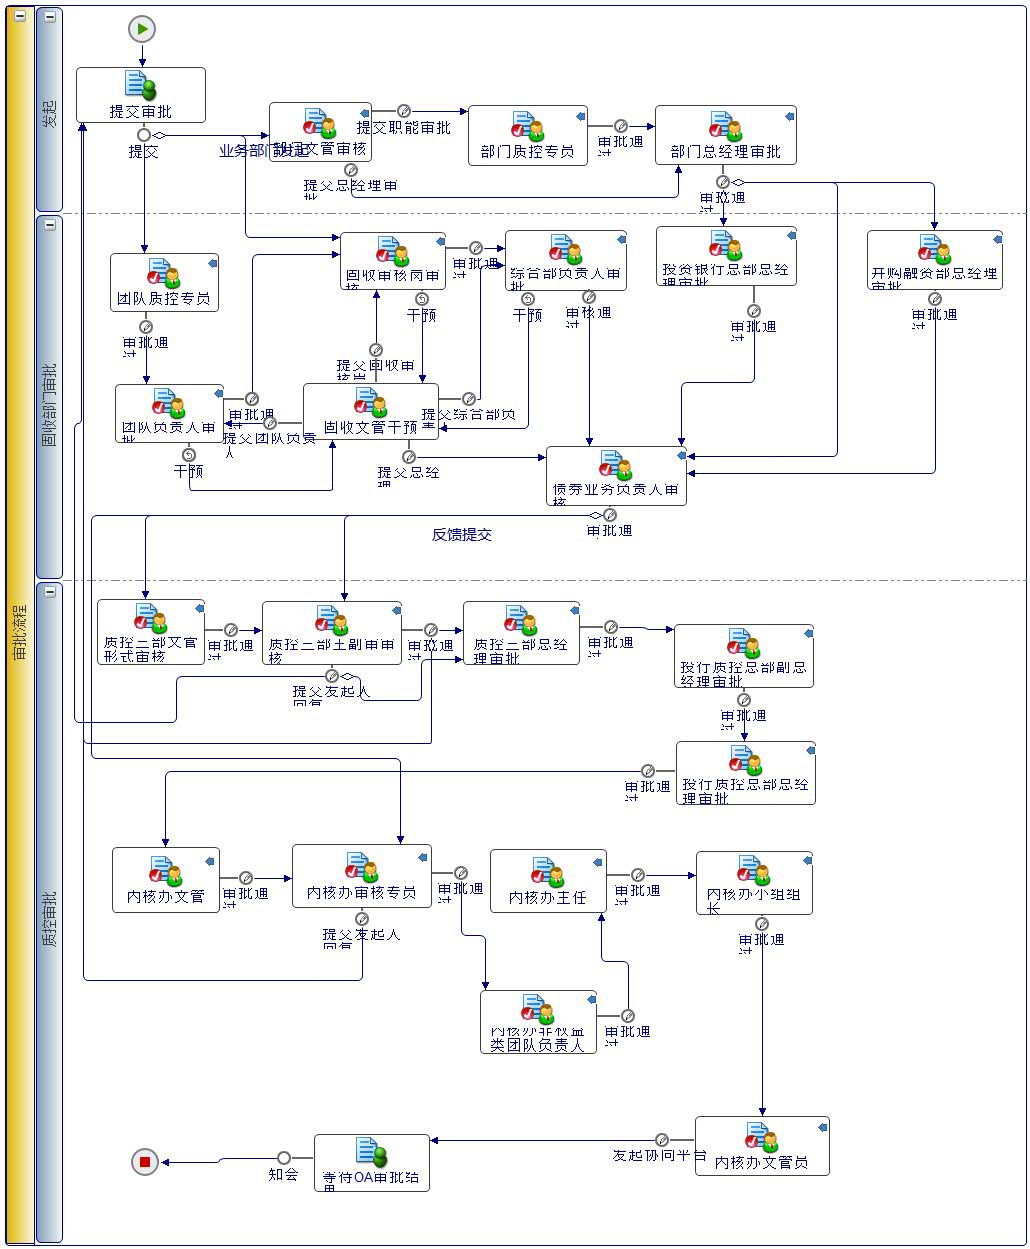 审批流程
发起
提交审批
提交
业务部门发起
部门文管审核
提交职能审批
部门质控专员
审批通过
部门总经理审批
提交总经理审批
审批通过
固收部门审批
团队质控专员
审批通过
固收审核岗审核
审批通过
综合部负责人审批
投资银行总部总经理审批
并购融资部总经理审批
干预
干预
审核通过
审批通过
审批通过
提交固收审核岗
团队负责人审批
审批通过
提交团队负责人
固收文管干预
提交综合部负责
干预
提交总经理
债券业务负责人审核
审批通
反馈提交
质控审批
质控三部文官形式审核
审批通过
质控三部主副审审核
审批通过
质控三部总经理审批
审批通过
投行质控总部副总经理审批
提交发起人回复
审批通过
投行质控总部总经理审批
审批通过
内核办文管
审批通过
内核办审核专员
审批通过
内核办主任
审批通过
内核办小组组长
提交发起人回复
审批通过
内核办非权益类团队负责人
审批通过
内核办文管员
发起协同平台
等待OA审批结果
知会